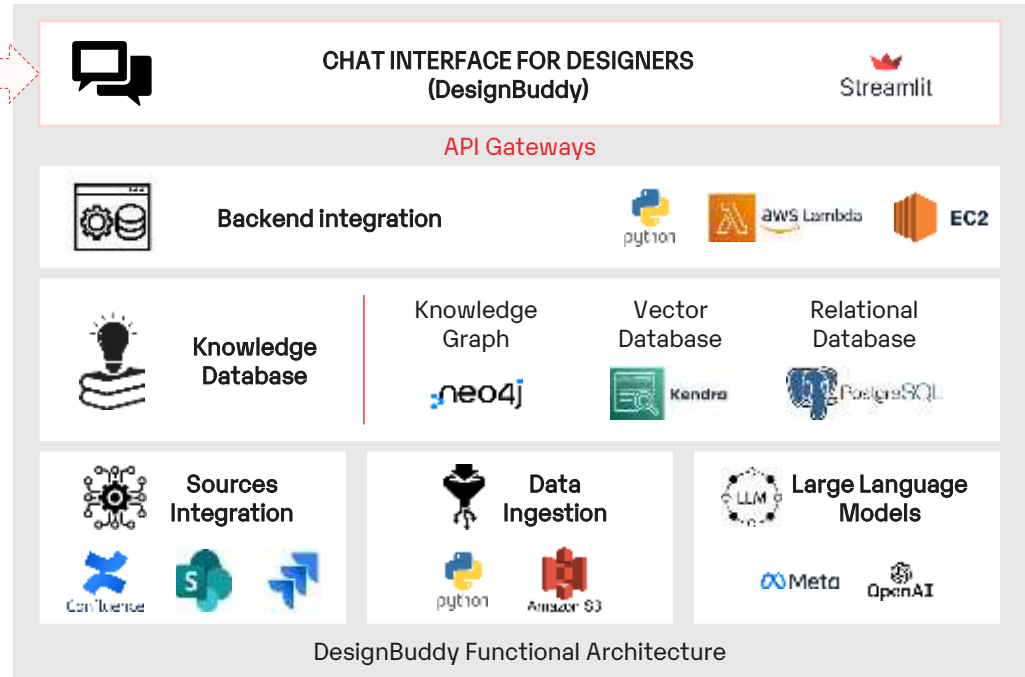 CHAT INTERFACE FOR DESIGNERS
(DesignBuddy)
Streamlit
API Gateways
Backend integration
python
aws Lambda
EC2
Knowledge
Database
Knowledge
Graph
neo4j
Vector
Database
Kendra
Relational
Database
PostgreSQL
Sources
Integration
Confluence
S
Data
Ingestion
python
Amazon S3
LLM
Large Language
Models
Meta
OpenAI
DesignBuddy Functional Architecture